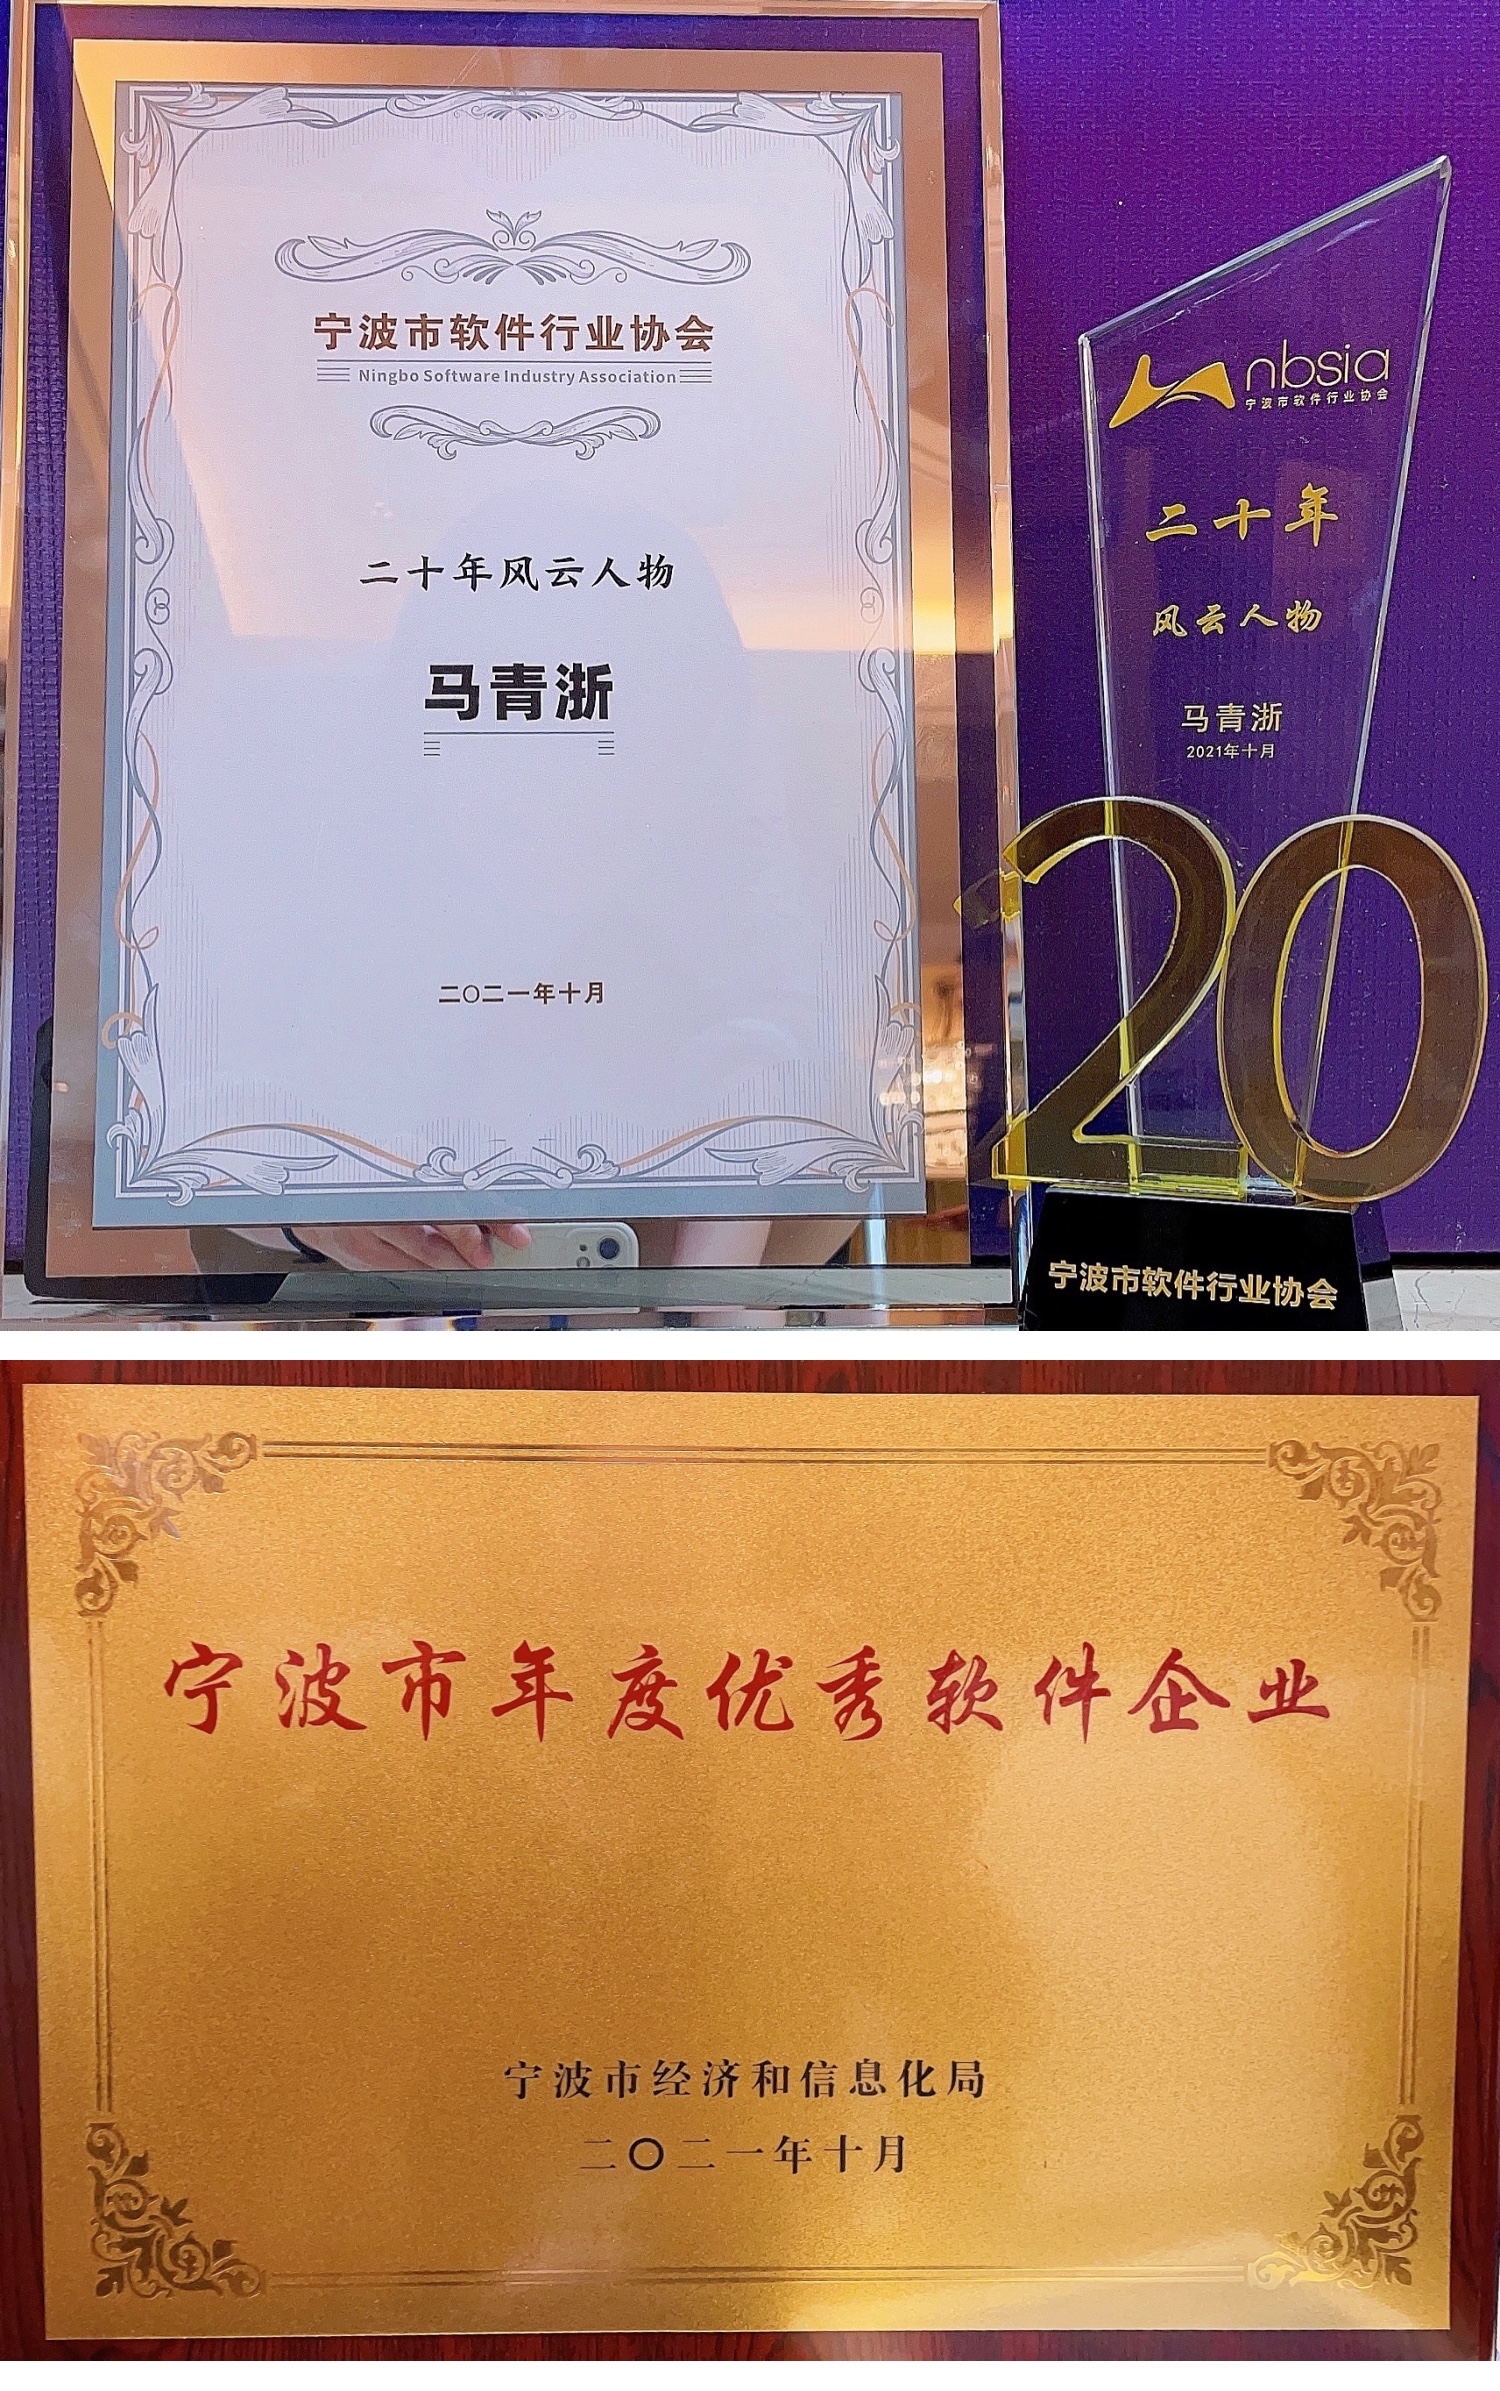 宁波市软件行业协会
Ningbo Software Industry Association
二十年风云人物
马青浙
二〇二一年十月
nbsia
宁波市软件行业协会
二十年
风云人物
马青浙
2021年十月
20
宁波市软件行业协会
宁波市年度优秀软件企业
宁波市经济和信息化局
二〇二一年十月